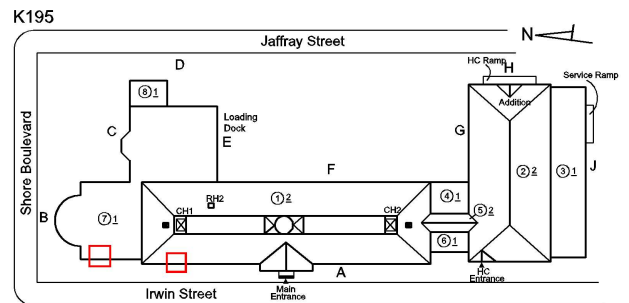 K195
Jaffray Street
N
Shore Boulevard
D
HC Ramp
H
Service Ramp
8 1
Addition
Loading
Dock
C
E
G
F
2 2
3 1
J
RH2
1 2
CH1
CH2
4 1
5 2
B
7 1
6 1
A
HC
Entrance
Main
Entrance
Irwin Street